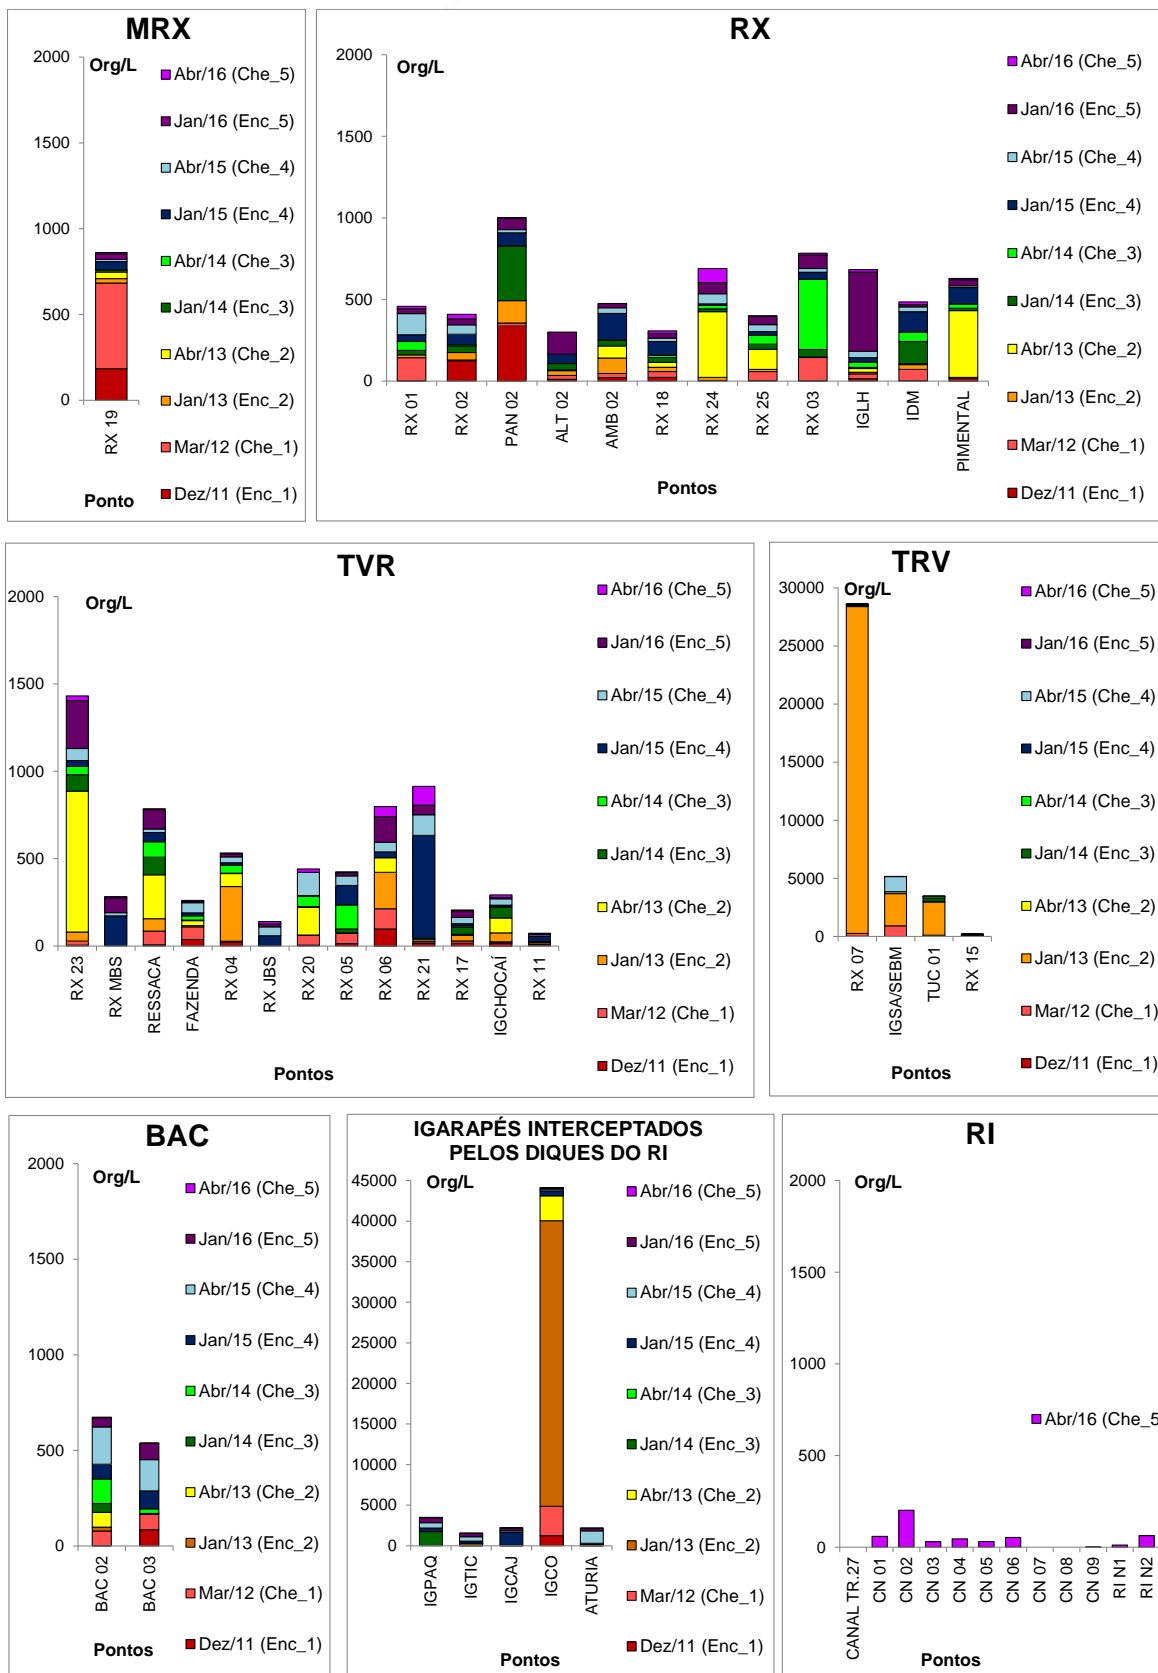 MRX
Org/L
2000
1500
1000
500
0
RX 19
Ponto
Abr/16 (Che_5)
Jan/16 (Enc_5)
Abr/15 (Che_4)
Jan/15 (Enc_4)
Abr/14 (Che_3)
Jan/14 (Enc_3)
Abr/13 (Che_2)
Jan/13 (Enc_2)
Mar/12 (Che_1)
Dez/11 (Enc_1)
RX
Org/L
2000
1500
1000
500
0
RX 01
RX 02
PAN 02
ALT 02
AMB 02
RX 18
RX 24
RX 25
RX 03
IGLH
IDM
PIMENTAL
Pontos
Abr/16 (Che_5)
Jan/16 (Enc_5)
Abr/15 (Che_4)
Jan/15 (Enc_4)
Abr/14 (Che_3)
Jan/14 (Enc_3)
Abr/13 (Che_2)
Jan/13 (Enc_2)
Mar/12 (Che_1)
Dez/11 (Enc_1)
TVR
Org/L
2000
1500
1000
500
0
RX 23
RX MBS
RESSACA
FAZENDA
RX 04
RX JBS
RX 20
RX 05
RX 06
RX 21
RX 17
IGCHOCAÍ
RX 11
Pontos
Abr/16 (Che_5)
Jan/16 (Enc_5)
Abr/15 (Che_4)
Jan/15 (Enc_4)
Abr/14 (Che_3)
Jan/14 (Enc_3)
Abr/13 (Che_2)
Jan/13 (Enc_2)
Mar/12 (Che_1)
Dez/11 (Enc_1)
TRV
Org/L
30000
25000
20000
15000
10000
5000
0
RX 07
IGSA/SEBM
TUC 01
RX 15
Pontos
Abr/16 (Che_5)
Jan/16 (Enc_5)
Abr/15 (Che_4)
Jan/15 (Enc_4)
Abr/14 (Che_3)
Jan/14 (Enc_3)
Abr/13 (Che_2)
Jan/13 (Enc_2)
Mar/12 (Che_1)
Dez/11 (Enc_1)
BAC
Org/L
2000
1500
1000
500
0
BAC 02
BAC 03
Pontos
Abr/16 (Che_5)
Jan/16 (Enc_5)
Abr/15 (Che_4)
Jan/15 (Enc_4)
Abr/14 (Che_3)
Jan/14 (Enc_3)
Abr/13 (Che_2)
Jan/13 (Enc_2)
Mar/12 (Che_1)
Dez/11 (Enc_1)
IGARAPÉS INTERCEPTADOS
PELOS DIQUES DO RI
Org/L
45000
40000
35000
30000
25000
20000
15000
10000
5000
0
IGPAQ
IGTIC
IGCAJ
IGCO
ATURIA
Pontos
Abr/16 (Che_5)
Jan/16 (Enc_5)
Abr/15 (Che_4)
Jan/15 (Enc_4)
Abr/14 (Che_3)
Jan/14 (Enc_3)
Abr/13 (Che_2)
Jan/13 (Enc_2)
Mar/12 (Che_1)
Dez/11 (Enc_1)
RI
Org/L
2000
1500
1000
500
0
CANAL TR.27
CN 01
CN 02
CN 03
CN 04
CN 05
CN 06
CN 07
CN 08
CN 09
RI N1
RI N2
Pontos
Abr/16 (Che_5